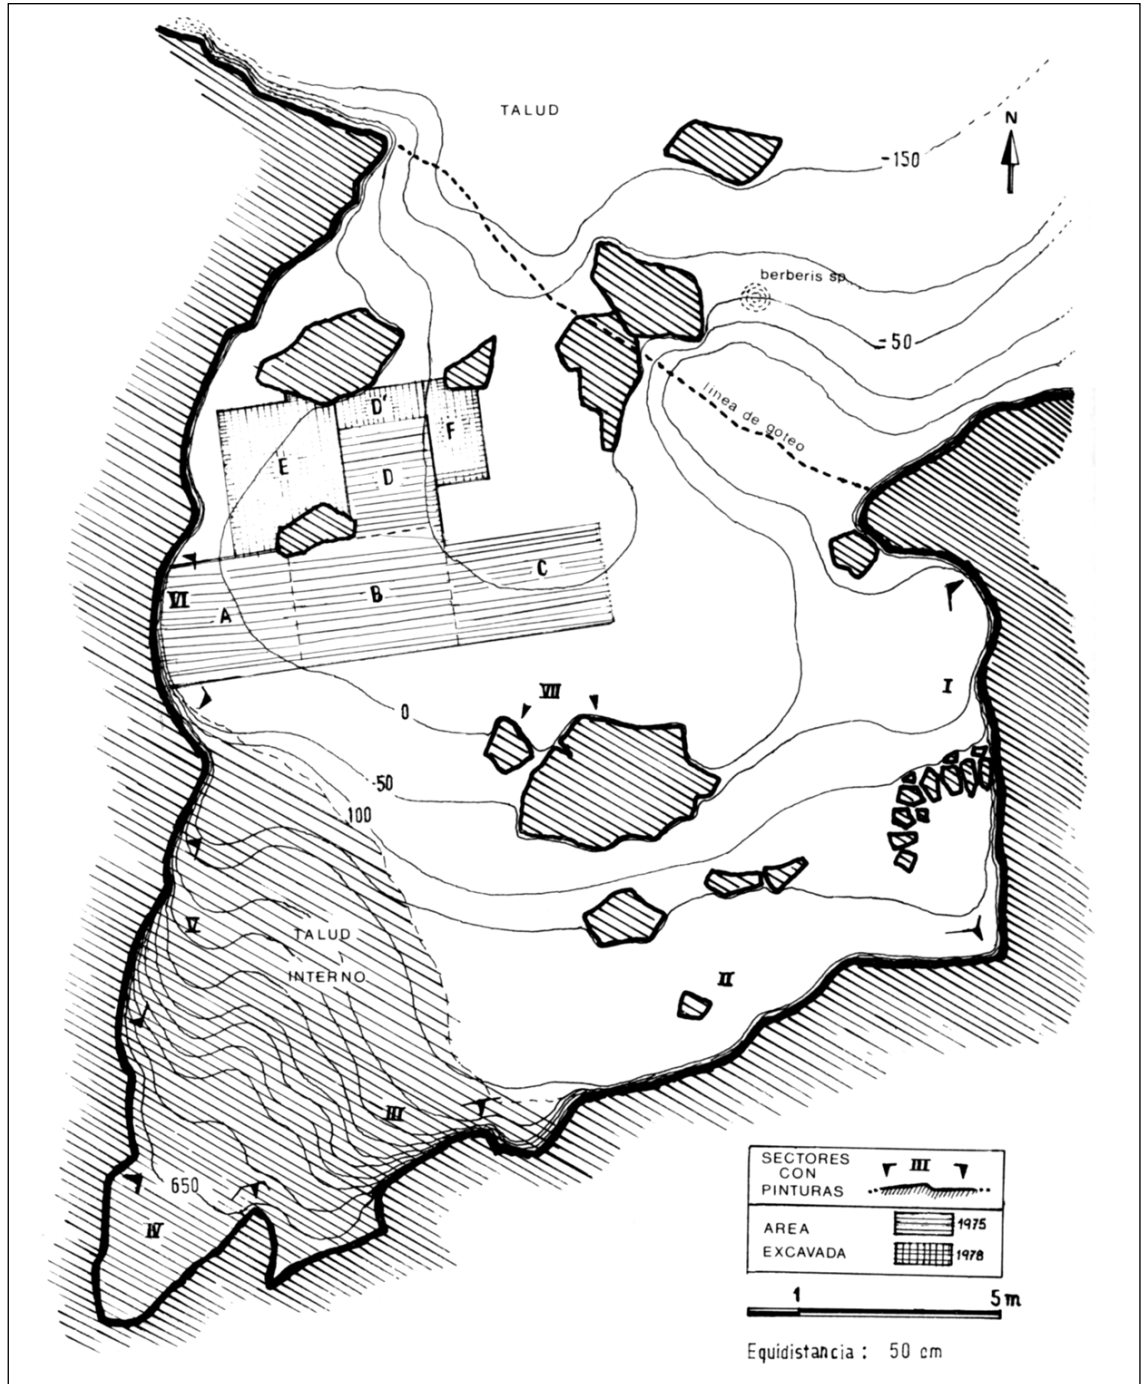 TALUD
N
-150
berberis sp.
-50
línea de goteo
D'
F
E
D
C
B
VI
A
I
VII
0
-50
100
V
TALUD
INTERNO
II
III
650
IV
SECTORES
CON
PINTURAS
III
AREA
EXCAVADA
1975
1978
1
5 m
Equidistancia : 50 cm